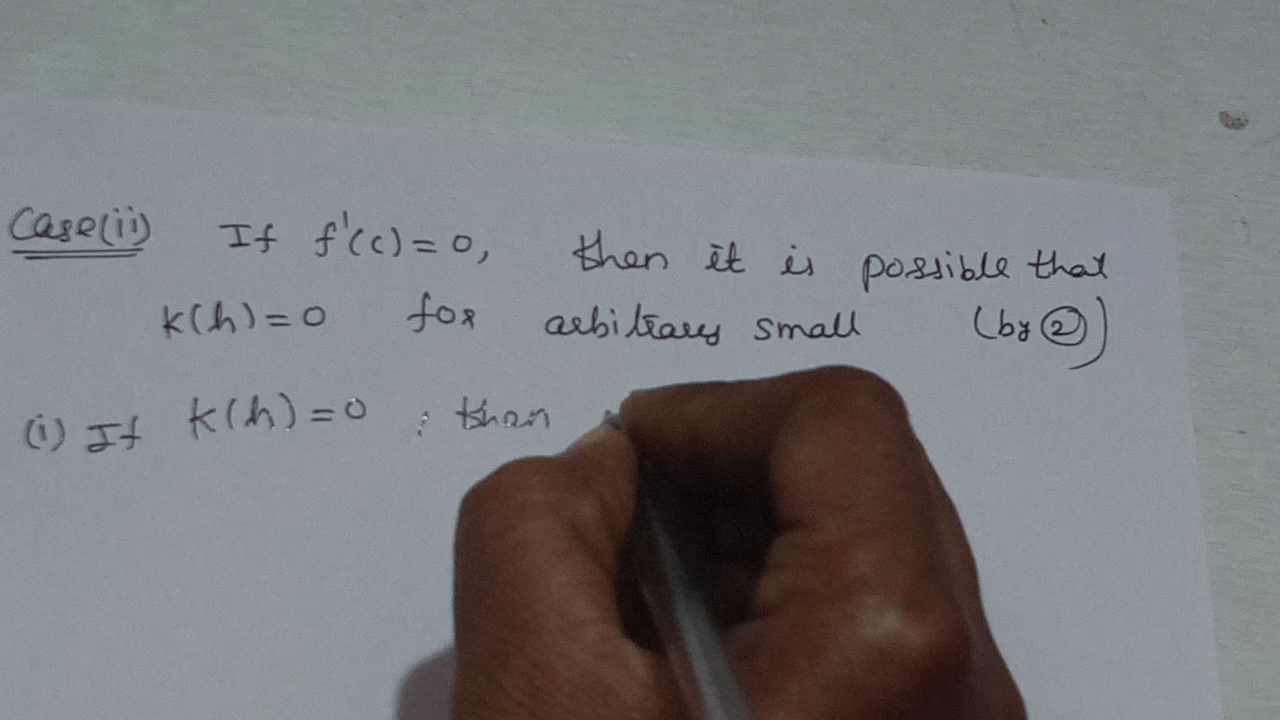 Case(ii) If f'(c)=0, then it is possible that
k(h)=0 for arbitrary small (by ②)
(i) If k(h)=0 : then